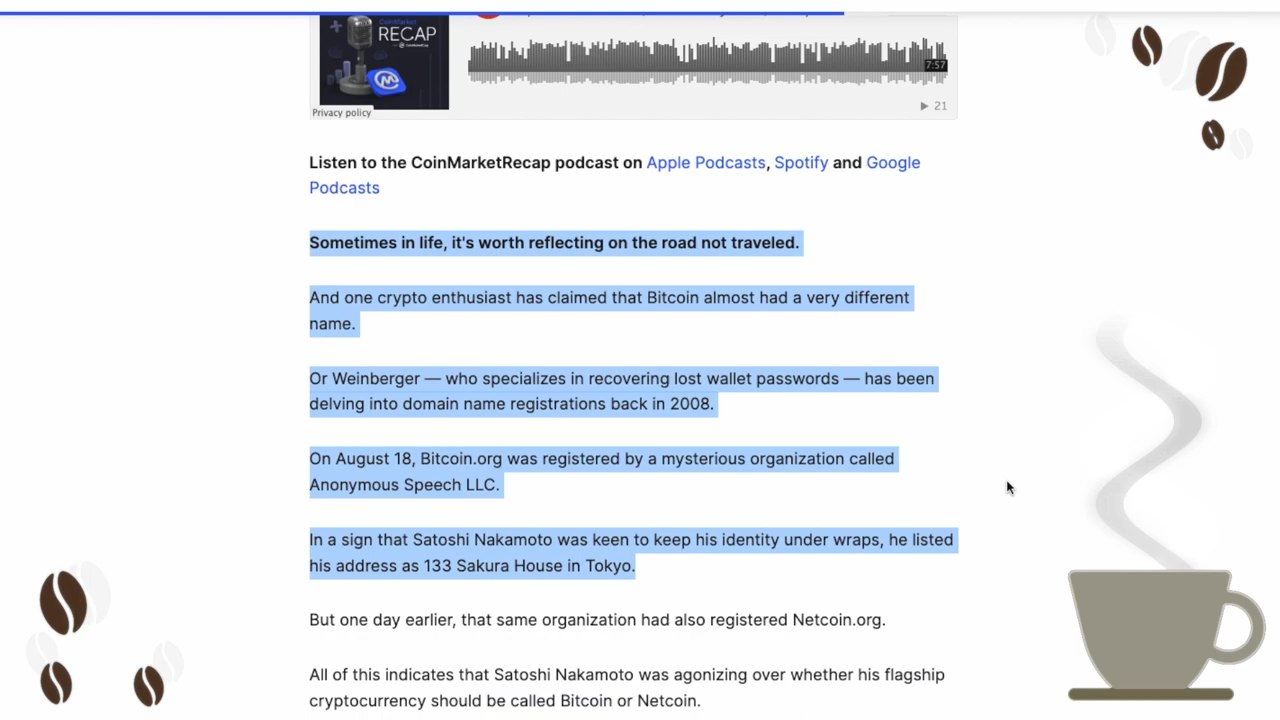 CoinMarket
RECAP
CoinMarketCap
7:57
21
Privacy policy
Listen to the CoinMarketRecap podcast on Apple Podcasts, Spotify and Google
Podcasts
Sometimes in life, it's worth reflecting on the road not traveled.
And one crypto enthusiast has claimed that Bitcoin almost had a very different
name.
Or Weinberger — who specializes in recovering lost wallet passwords — has been
delving into domain name registrations back in 2008.
On August 18, Bitcoin.org was registered by a mysterious organization called
Anonymous Speech LLC.
In a sign that Satoshi Nakamoto was keen to keep his identity under wraps, he listed
his address as 133 Sakura House in Tokyo.
But one day earlier, that same organization had also registered Netcoin.org.
All of this indicates that Satoshi Nakamoto was agonizing over whether his flagship
cryptocurrency should be called Bitcoin or Netcoin.